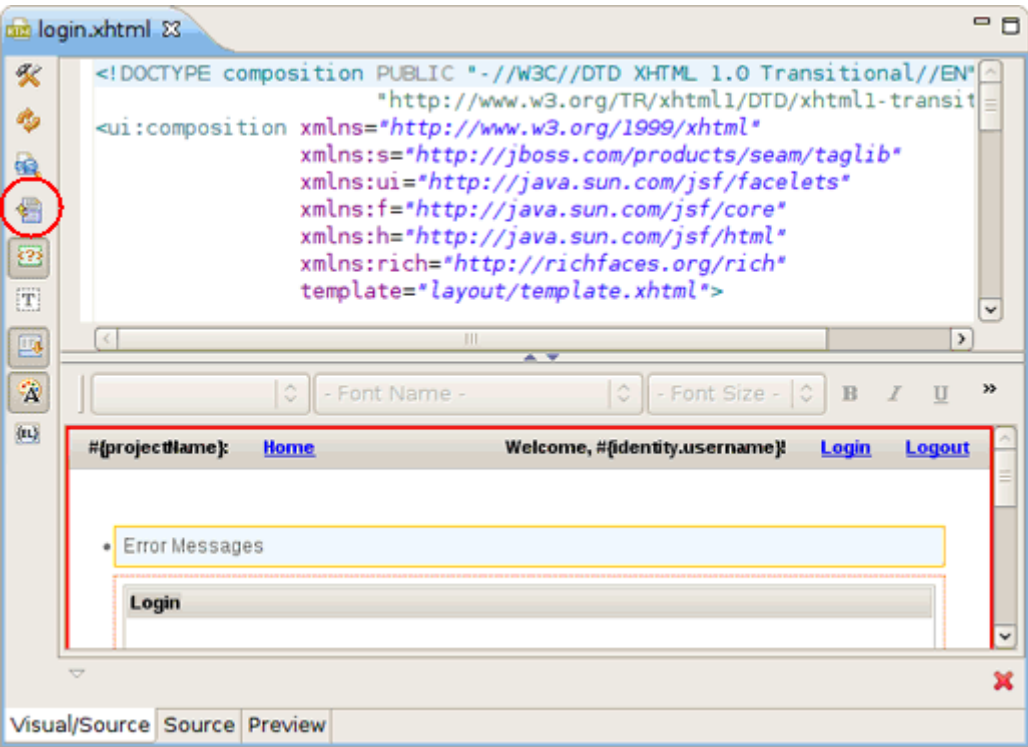 login.xhtml
<!DOCTYPE composition PUBLIC "-//W3C//DTD XHTML 1.0 Transitional//EN"
"http://www.w3.org/TR/xhtml1/DTD/xhtml1-transit
<ui:composition xmlns="http://www.w3.org/1999/xhtml"
xmlns:s="http://jboss.com/products/seam/taglib"
xmlns:ui="http://java.sun.com/jsf/facelets"
xmlns:f="http://java.sun.com/jsf/core"
xmlns:h="http://java.sun.com/jsf/html"
xmlns:rich="http://richfaces.org/rich"
template="layout/template.xhtml">
- Font Name - - Font Size - B I U »
#{projectName}: Home Welcome, #{identity.username}! Login Logout
• Error Messages
Login
Visual/Source Source Preview